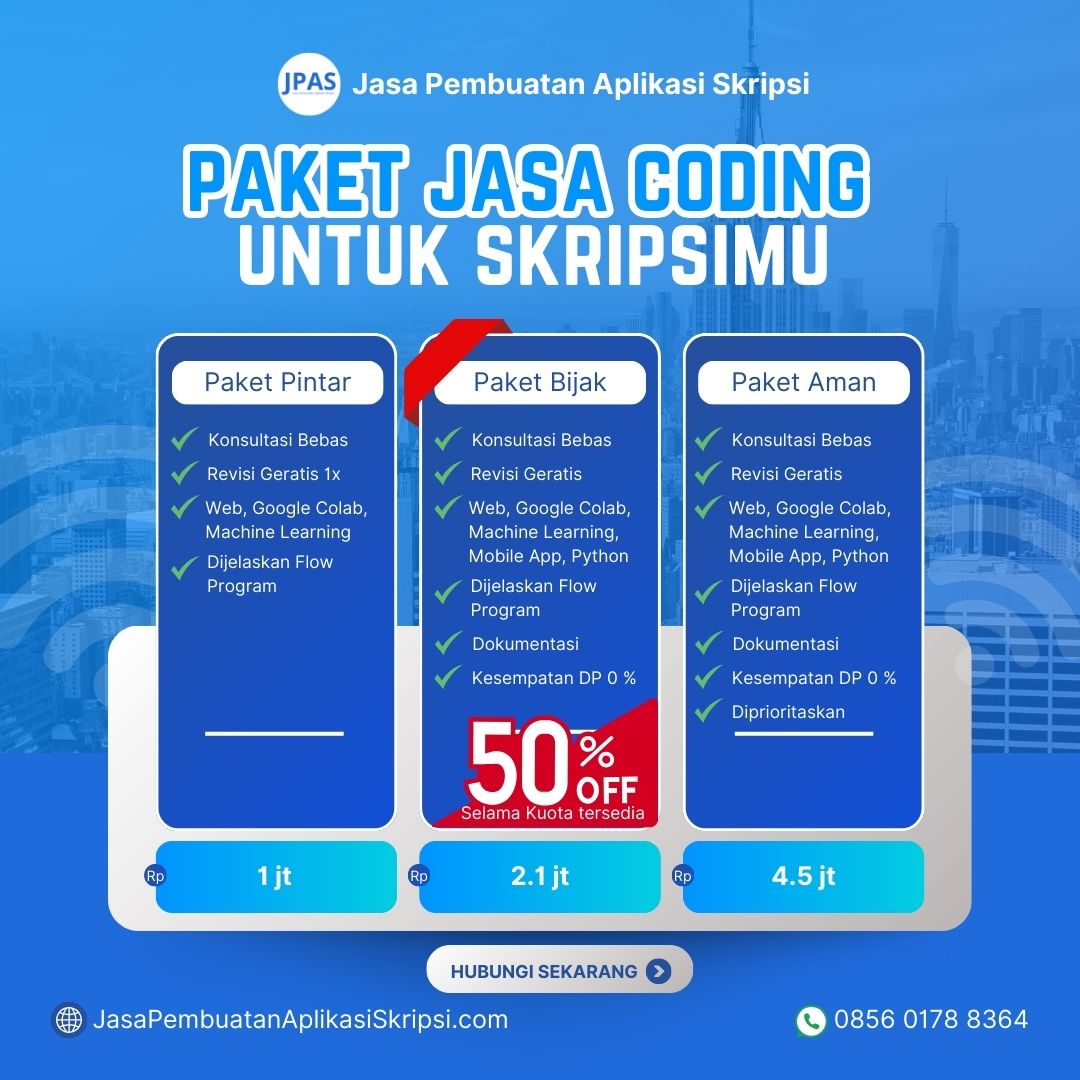 JPAS
Jasa Pembuatan Aplikasi Skripsi
PAKET JASA CODING
UNTUK SKRIPSIMU
Paket Pintar
Konsultasi Bebas
Revisi Geratis 1x
Web, Google Colab,
Machine Learning
Dijelaskan Flow
Program
Rp
1 jt
Paket Bijak
Konsultasi Bebas
Revisi Geratis
Web, Google Colab,
Machine Learning,
Mobile App, Python
Dijelaskan Flow
Program
Dokumentasi
Kesempatan DP 0 %
50%
OFF
Selama Kuota tersedia
Rp
2.1 jt
Paket Aman
Konsultasi Bebas
Revisi Geratis
Web, Google Colab,
Machine Learning,
Mobile App, Python
Dijelaskan Flow
Program
Dokumentasi
Kesempatan DP 0 %
Diprioritaskan
Rp
4.5 jt
HUBUNGI SEKARANG
JasaPembuatanAplikasiSkripsi.com
0856 0178 8364